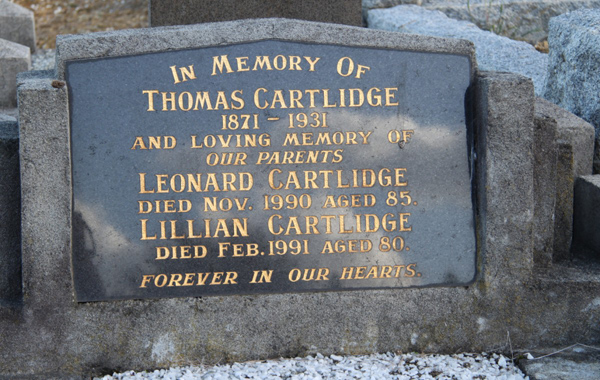 In Memory Of
Thomas Cartlidge
1871 - 1931
and loving memory of
our parents
Leonard Cartlidge
died Nov. 1990 aged 85.
Lillian Cartlidge
died Feb. 1991 aged 80.
forever in our hearts.